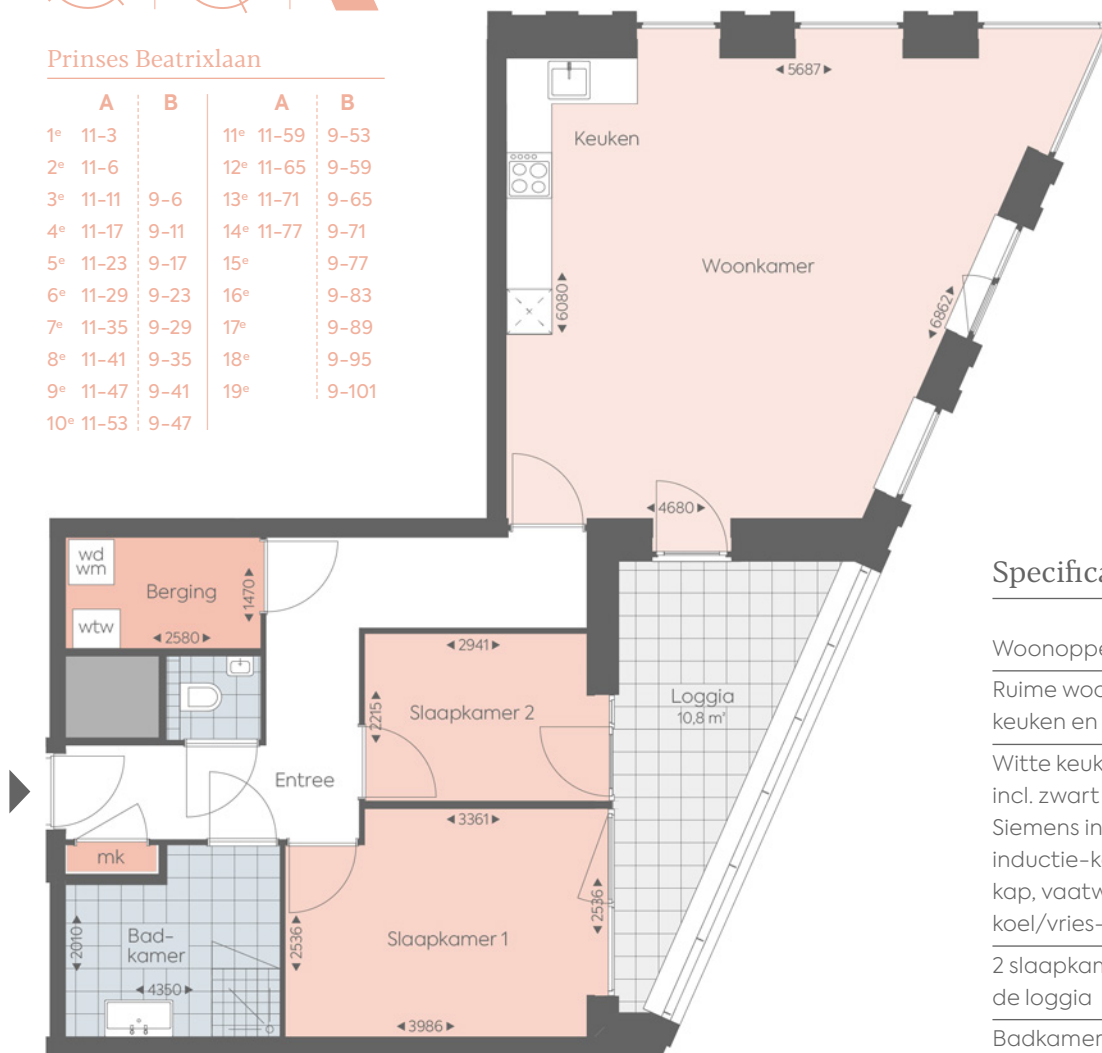 Prinses Beatrixlaan
A B A B
1e 11-3 11e 11-59 9-53
2e 11-6 12e 11-65 9-59
3e 11-11 9-6 13e 11-71 9-65
4e 11-17 9-11 14e 11-77 9-71
5e 11-23 9-17 15e 9-77
6e 11-29 9-23 16e 9-83
7e 11-35 9-29 17e 9-89
8e 11-41 9-35 18e 9-95
9e 11-47 9-41 19e 9-101
10e 11-53 9-47
5687
Keuken
Woonkamer
6080
6862
4680
wd
wm
Berging
1470
wtw
2580
2941
Slaapkamer 2
2215
Loggia
10,8 m²
Entree
3361
mk
Bad-
kamer
2010
4350
2536
Slaapkamer 1
2536
3986
Specifica
Woonoppe
Ruime woo
keuken en
Witte keuk
incl. zwart
Siemens in
inductie-k
kap, vaatw
koel/vries-
2 slaapkam
de loggia
Badkamer